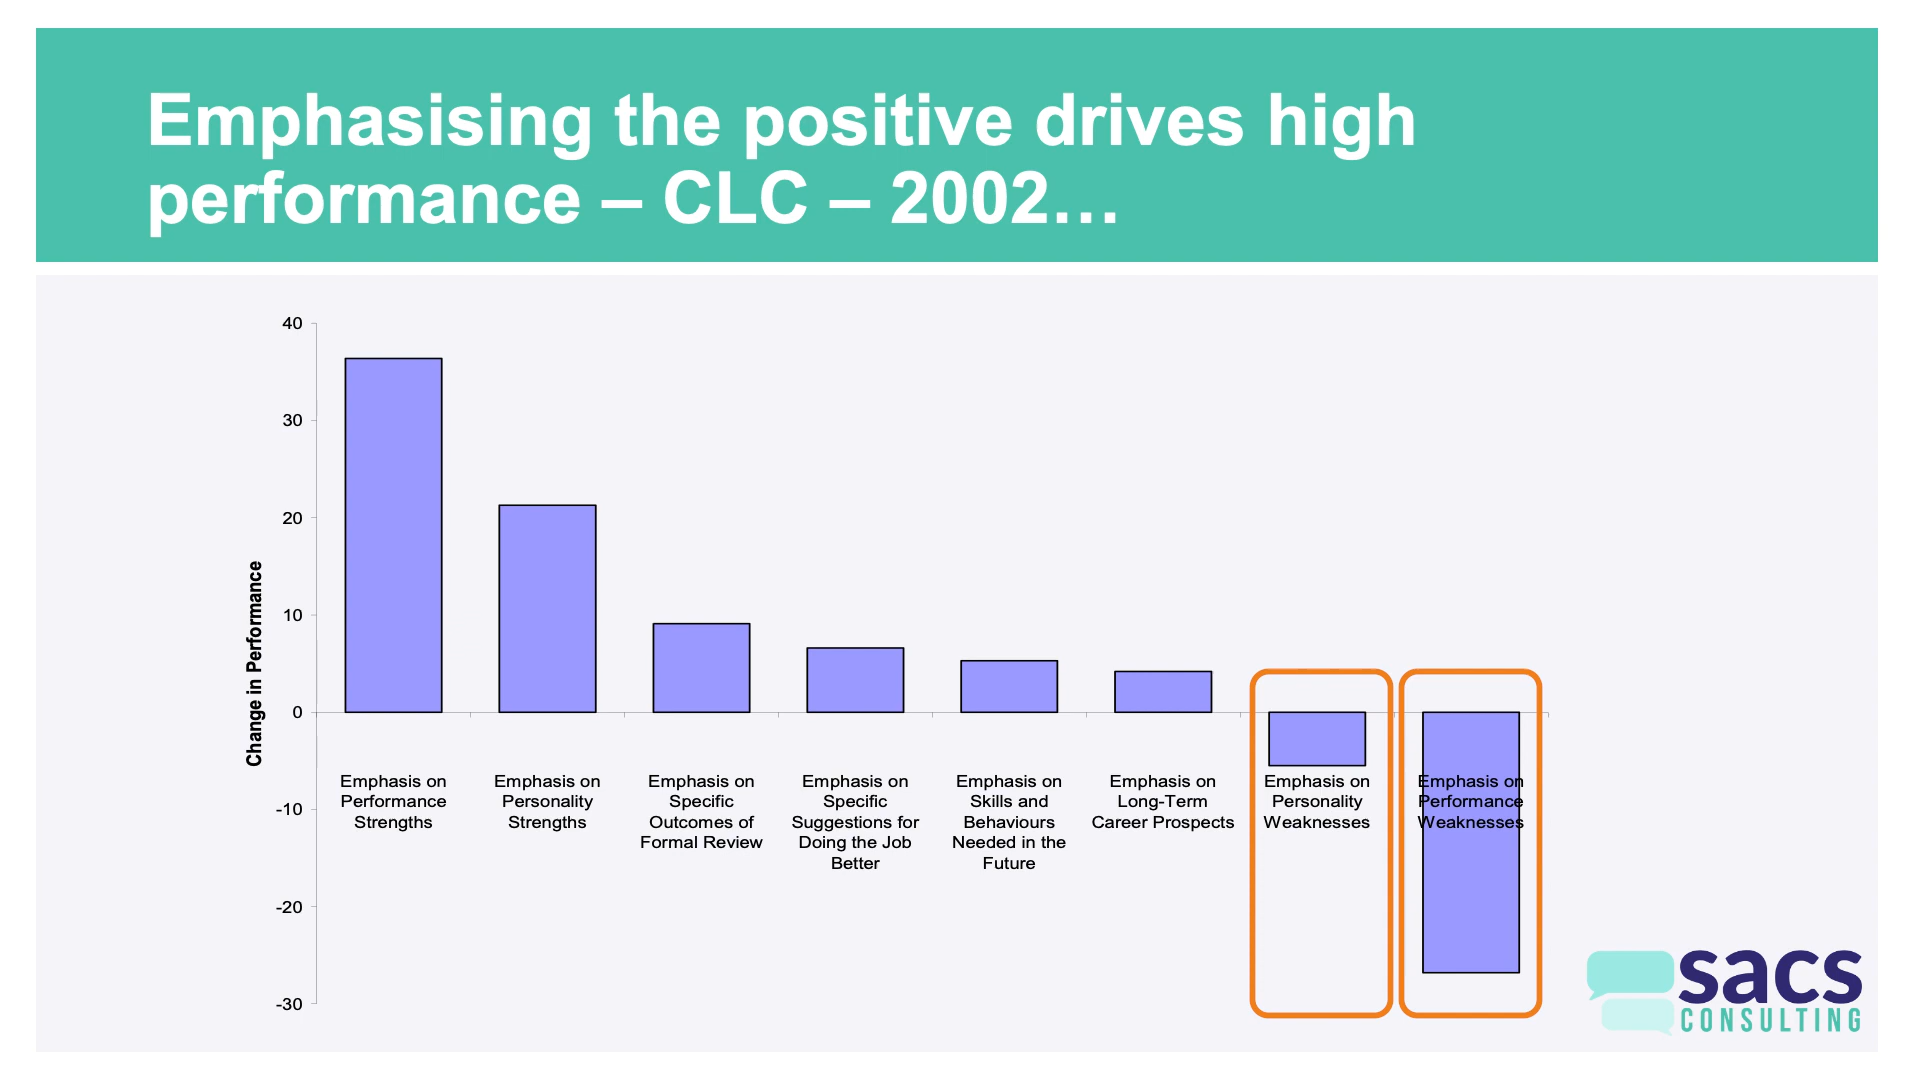 Emphasising the positive drives high
performance – CLC – 2002…
40
30
20
10
0
-10
-20
-30
Change in Performance
Emphasis on
Performance
Strengths
Emphasis on
Personality
Strengths
Emphasis on
Specific
Outcomes of
Formal Review
Emphasis on
Specific
Suggestions for
Doing the Job
Better
Emphasis on
Skills and
Behaviours
Needed in the
Future
Emphasis on
Long-Term
Career Prospects
Emphasis on
Personality
Weaknesses
Emphasis on
Performance
Weaknesses
sacs
CONSULTING